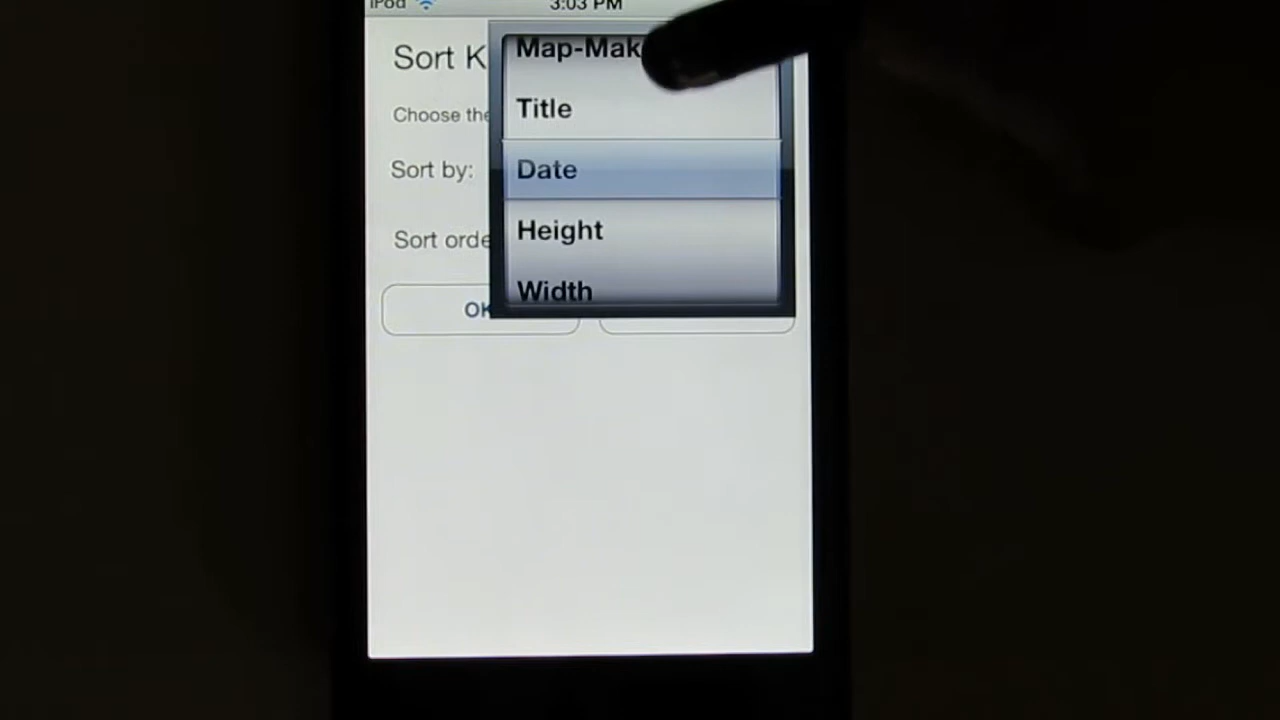 iPod 3:03 PM
Sort K
Choose the
Sort by:
Sort orde
OK
Map-Mak
Title
Date
Height
Width